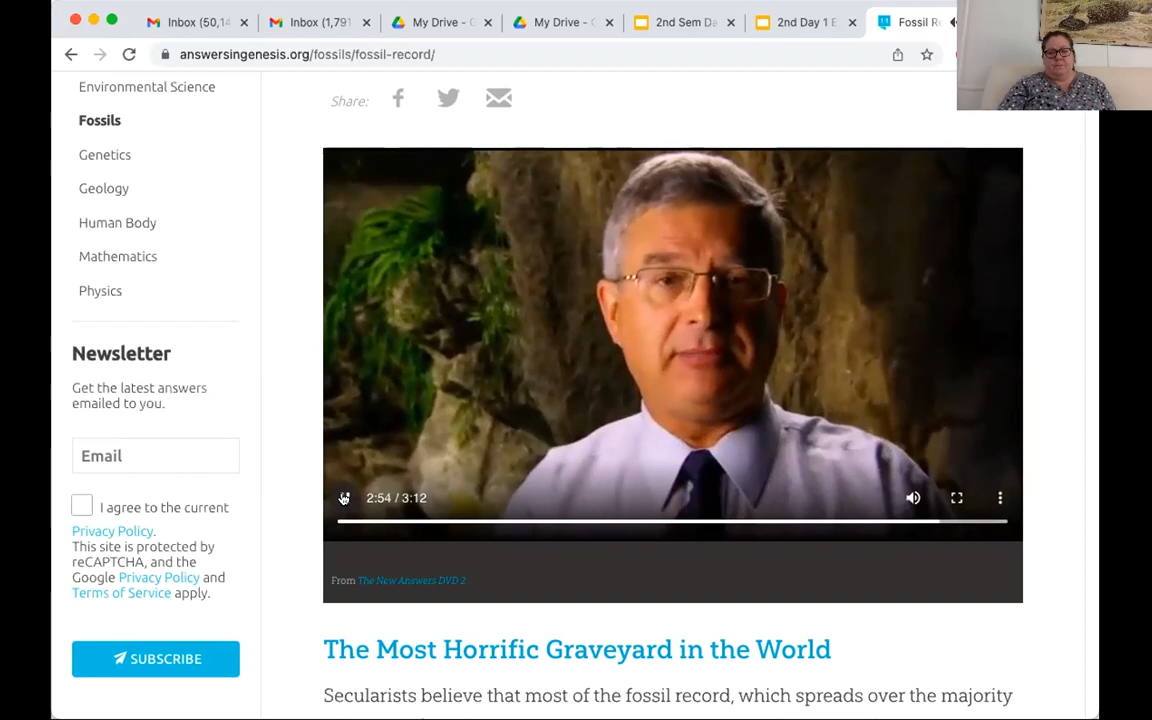 Inbox (50,14
Inbox (1,791
My Drive - G
My Drive -
2nd Sem Da
2nd Day 1 E
Fossil Re
answersingenesis.org/fossils/fossil-record/
Environmental Science
Fossils
Genetics
Geology
Human Body
Mathematics
Physics
Newsletter
Get the latest answers
emailed to you.
Email
I agree to the current
Privacy Policy.
This site is protected by
reCAPTCHA, and the
Google Privacy Policy and
Terms of Service apply.
SUBSCRIBE
Share:
2:54 / 3:12
From The New Answers DVD 2
The Most Horrific Graveyard in the World
Secularists believe that most of the fossil record, which spreads over the majority